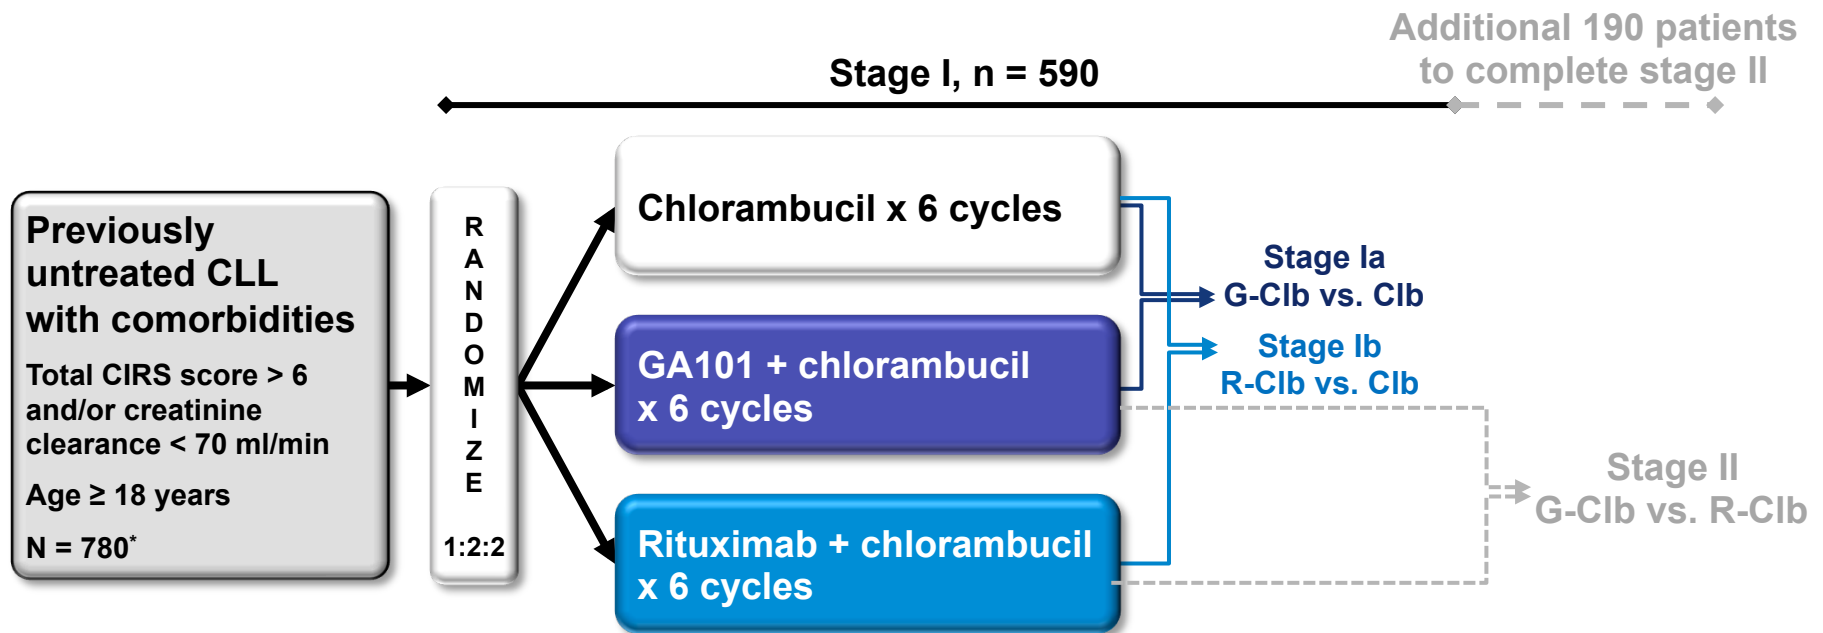 Additional 190 patients
to complete stage II
Stage I, n = 590
Previously
untreated CLL
with comorbidities
Total CIRS score > 6
and/or creatinine
clearance < 70 ml/min
Age ≥ 18 years
N = 780*
R
A
N
D
O
M
I
Z
E
1:2:2
Chlorambucil x 6 cycles
GA101 + chlorambucil
x 6 cycles
Rituximab + chlorambucil
x 6 cycles
Stage Ia
G-Clb vs. Clb
Stage Ib
R-Clb vs. Clb
Stage II
G-Clb vs. R-Clb